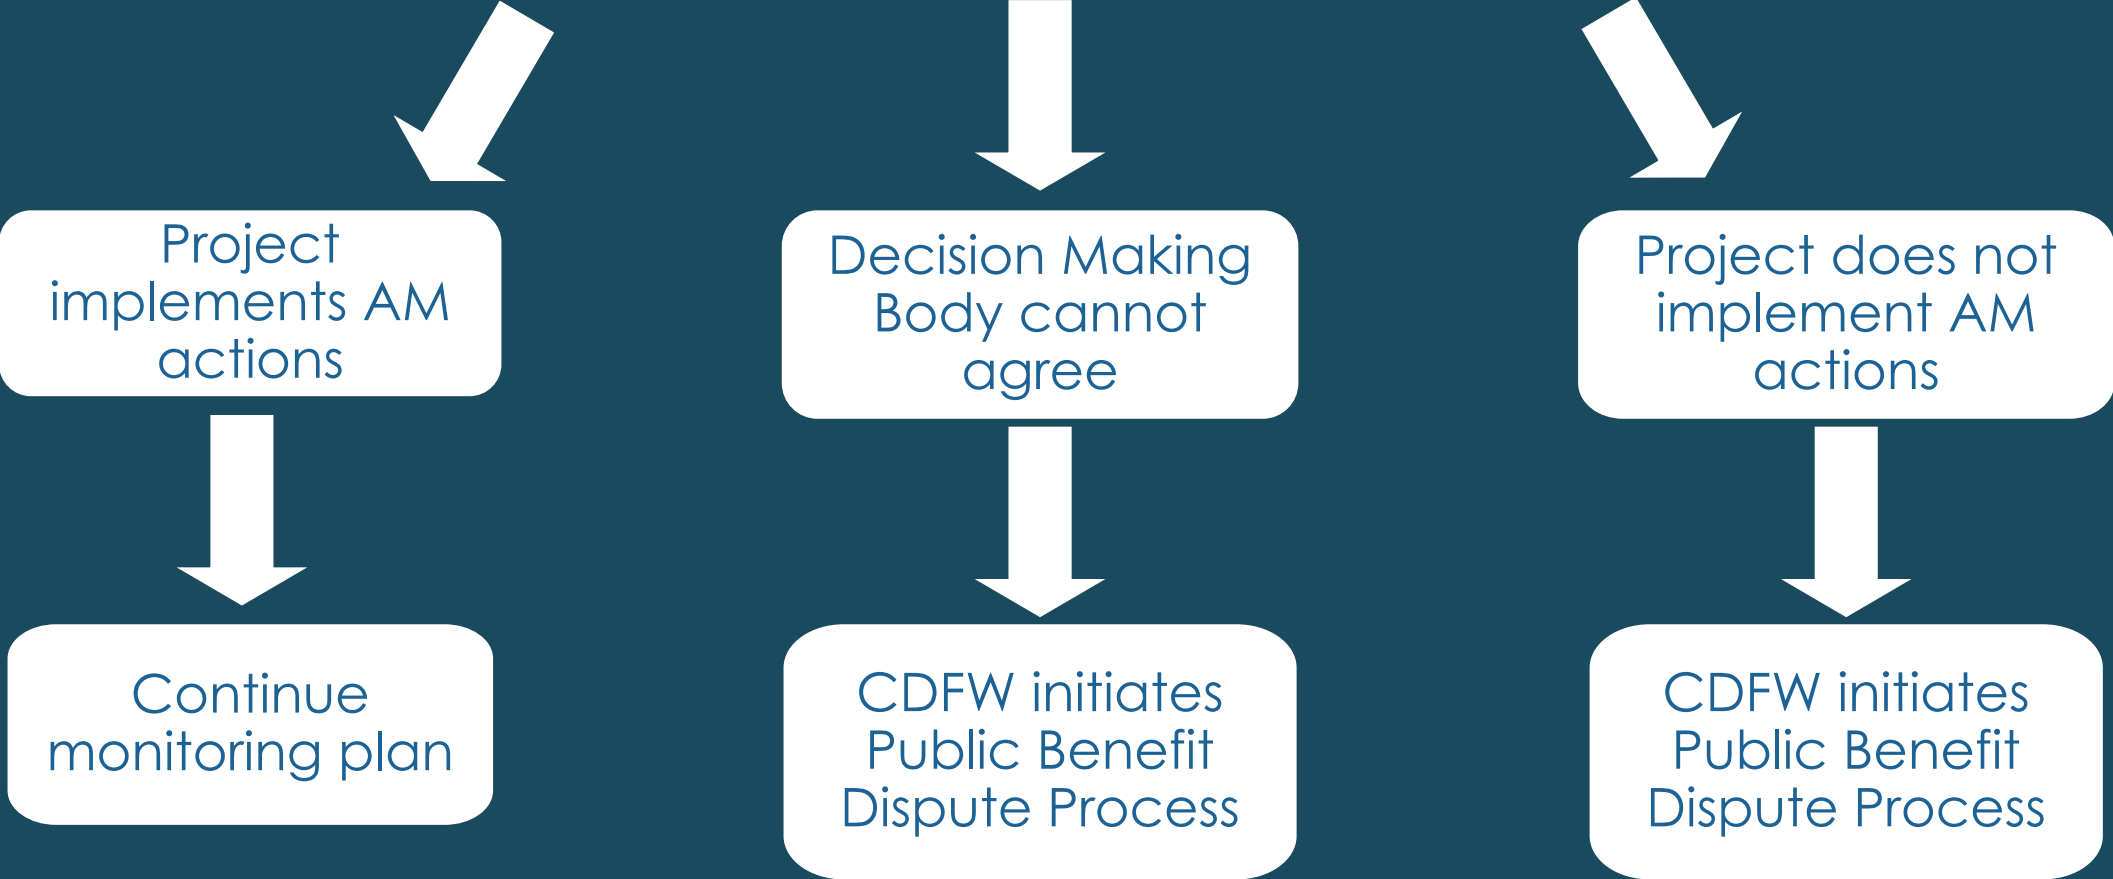 Project
implements AM
actions
Decision Making
Body cannot
agree
Project does not
implement AM
actions
Continue
monitoring plan
CDFW initiates
Public Benefit
Dispute Process
CDFW initiates
Public Benefit
Dispute Process